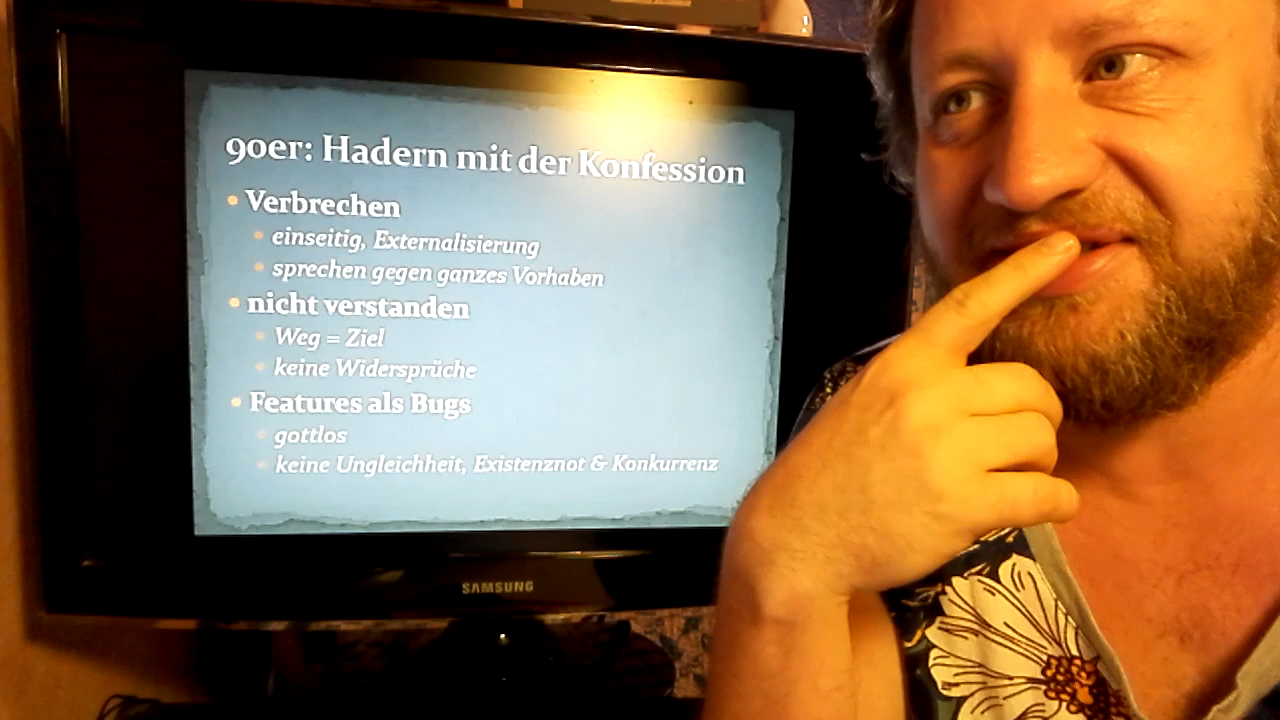 90er: Hadern mit der Konfession
• Verbrechen
• einseitig, Externalisierung
• sprechen gegen ganzes Vorhaben
• nicht verstanden
• Weg = Ziel
• keine Widersprüche
• Features als Bugs
• gottlos
• keine Ungleichheit, Existenznot & Konkurrenz
SAMSUNG